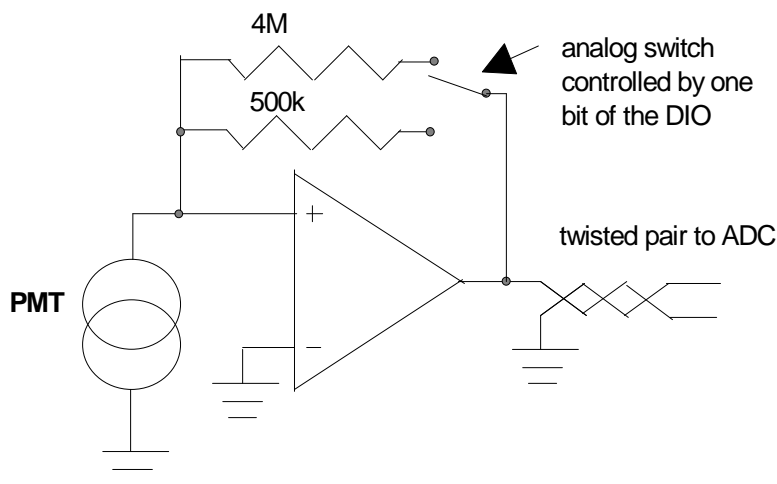 4M
analog switch
controlled by one
bit of the DIO
500k
+
twisted pair to ADC
PMT
−